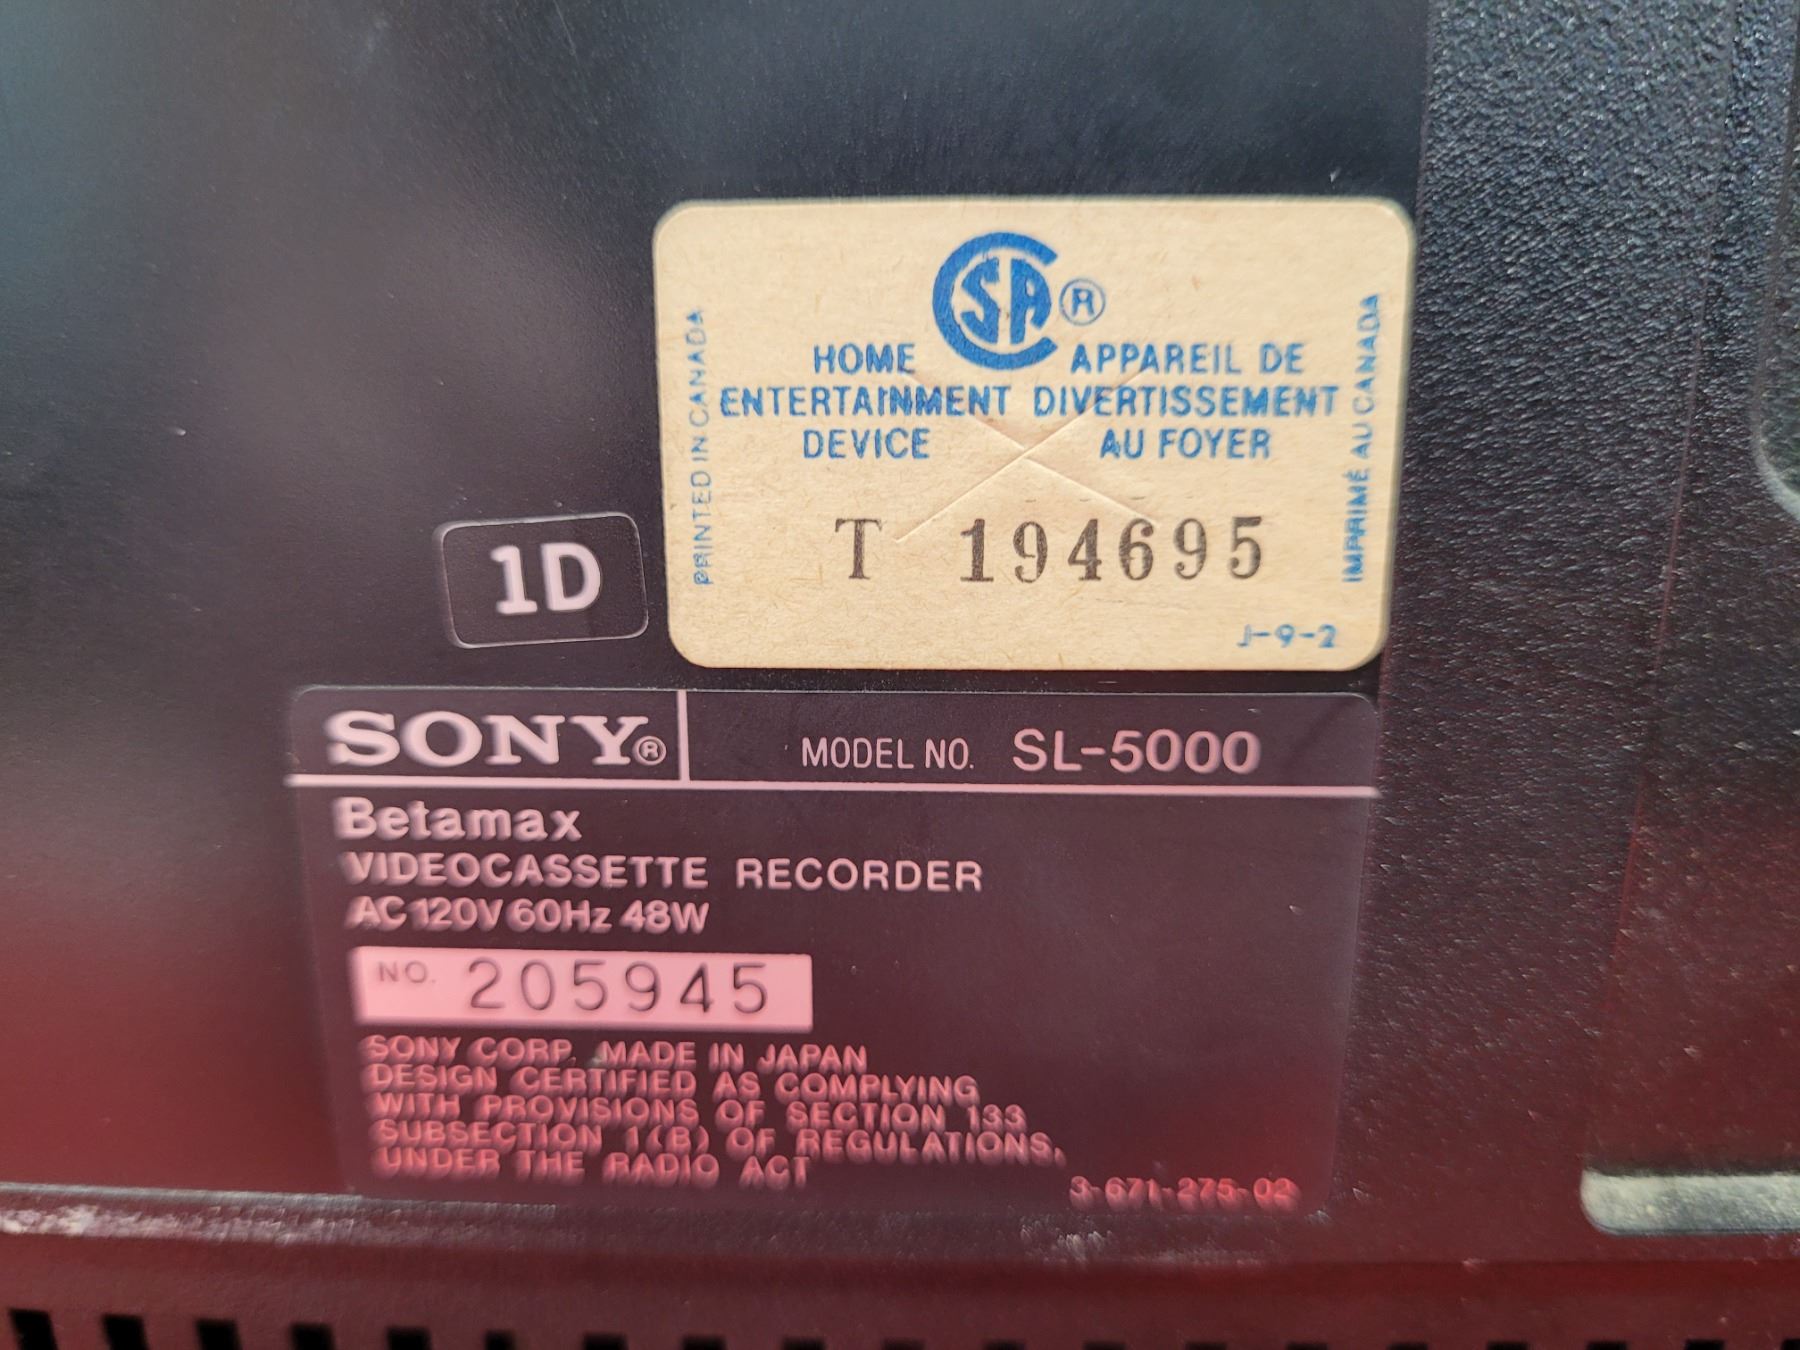 CSA®
HOME
ENTERTAINMENT
DEVICE
APPAREIL DE
DIVERTISSEMENT
AU FOYER
PRINTED IN CANADA
IMPRIMÉ AU CANADA
T 194695
J-9-2
1D
SONY® MODEL NO. SL-5000
Betamax
VIDEOCASSETTE RECORDER
AC 120V 60Hz 48W
NO. 205945
SONY CORP. MADE IN JAPAN
DESIGN CERTIFIED AS COMPLYING
WITH PROVISIONS OF SECTION 133
SUBSECTION 1(B) OF REGULATIONS,
UNDER THE RADIO ACT
3-671-275-02